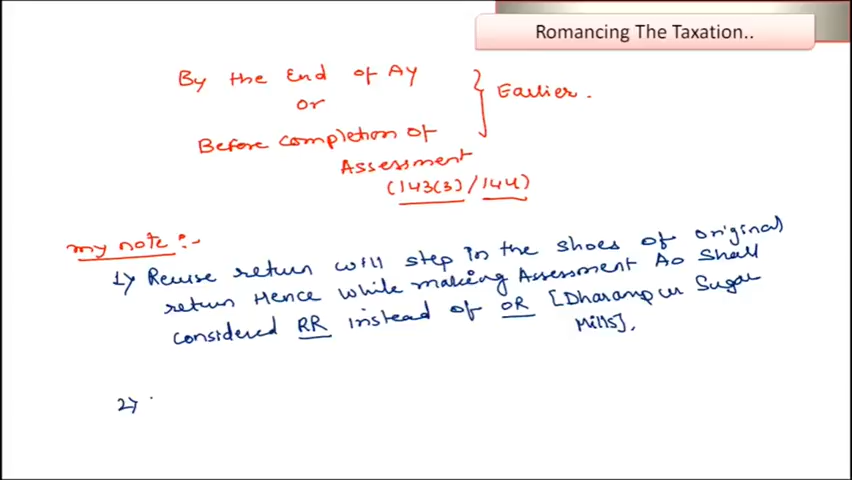 Romancing The Taxation..
By the End of AY
or
Before completion of
Assessment
(143(3)/144)
Earlier.
my note :-
1) Revise return will step in the shoes of original
return Hence while making Assessment AO shall
considered RR instead of OR [Dharampur Sugar
Mills].
2)